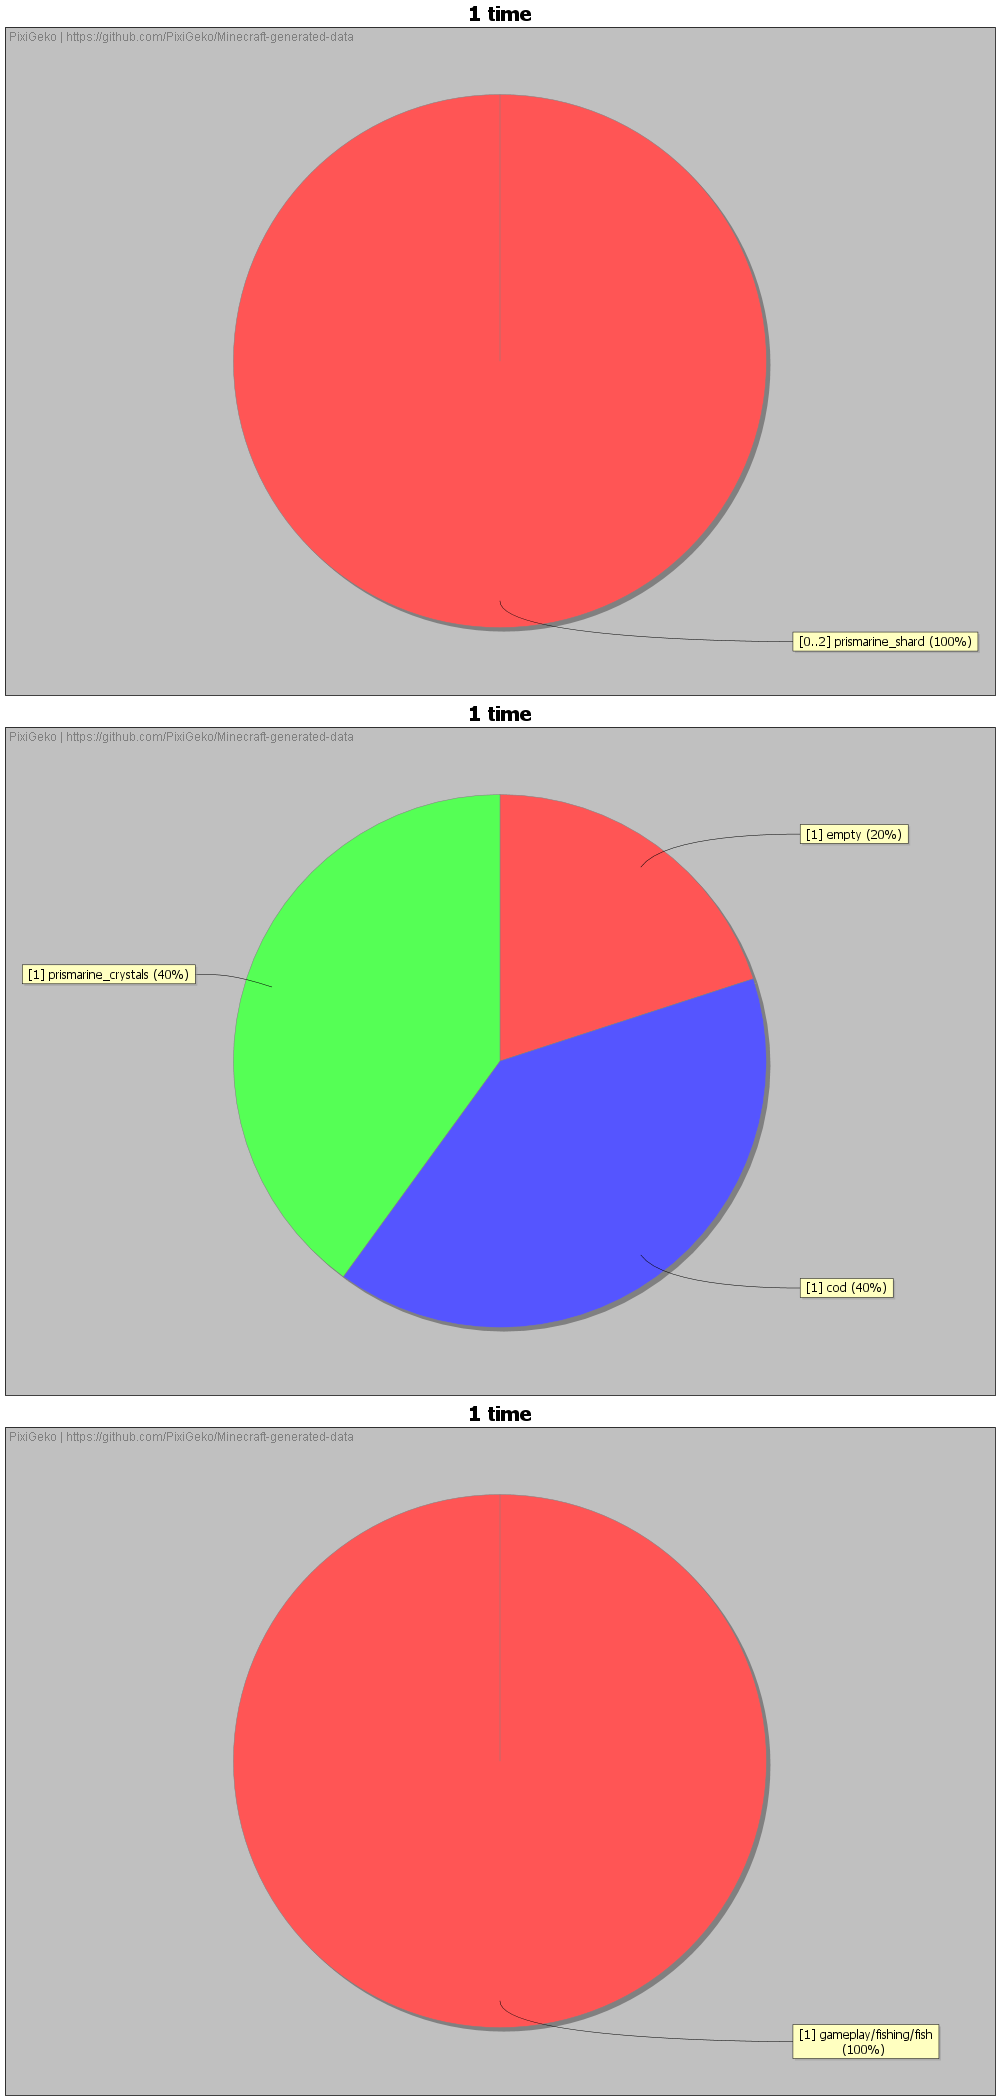 1 time
PixiGeko | https://github.com/PixiGeko/Minecraft-generated-data
[0..2] prismarine_shard (100%)
1 time
PixiGeko | https://github.com/PixiGeko/Minecraft-generated-data
[1] empty (20%)
[1] prismarine_crystals (40%)
[1] cod (40%)
1 time
PixiGeko | https://github.com/PixiGeko/Minecraft-generated-data
[1] gameplay/fishing/fish
(100%)